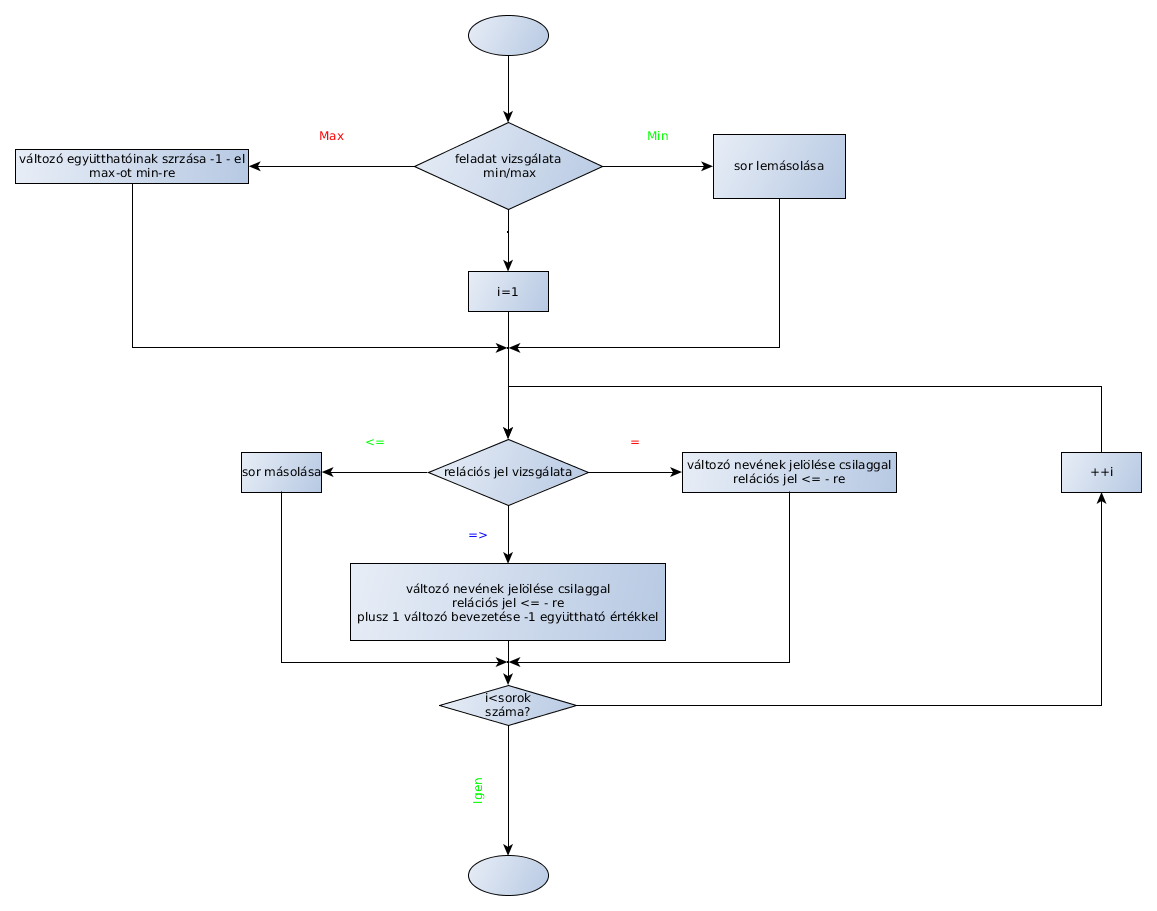 Max
Min
változó együtthatóinak szrzása -1 - el
max-ot min-re
feladat vizsgálata
min/max
sor lemásolása
i=1
<=
=
sor másolása
relációs jel vizsgálata
változó nevének jelölése csilaggal
relációs jel <= - re
++i
=>
változó nevének jelölése csilaggal
relációs jel <= - re
plusz 1 változó bevezetése -1 együttható értékkel
i<sorok
száma?
Igen